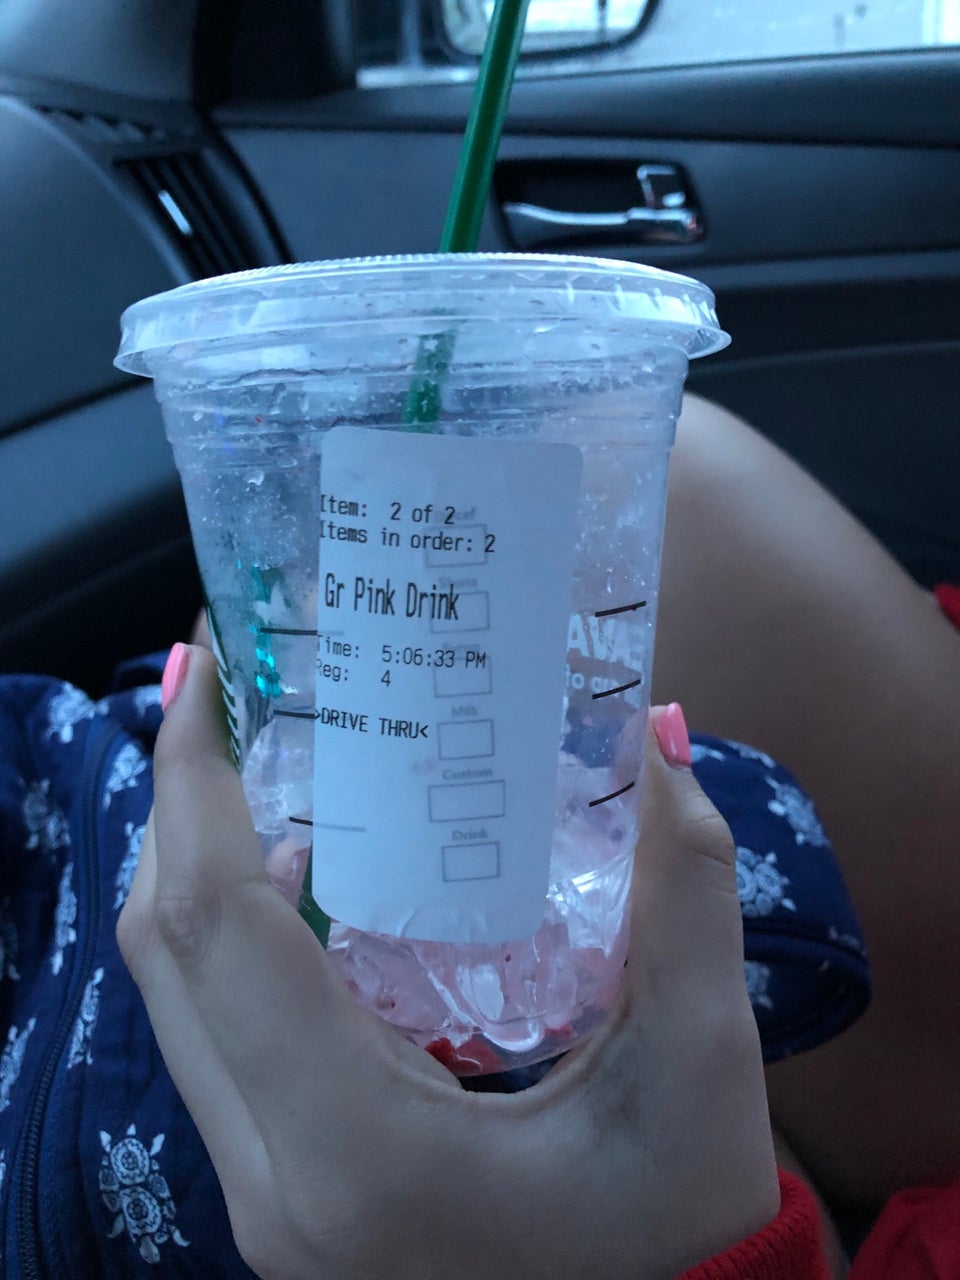 Item: 2 of 2
Items in order: 2
Gr Pink Drink
Time: 5:06:33 PM
Reg: 4
>DRIVE THRU<
Milk
Custom
Drink